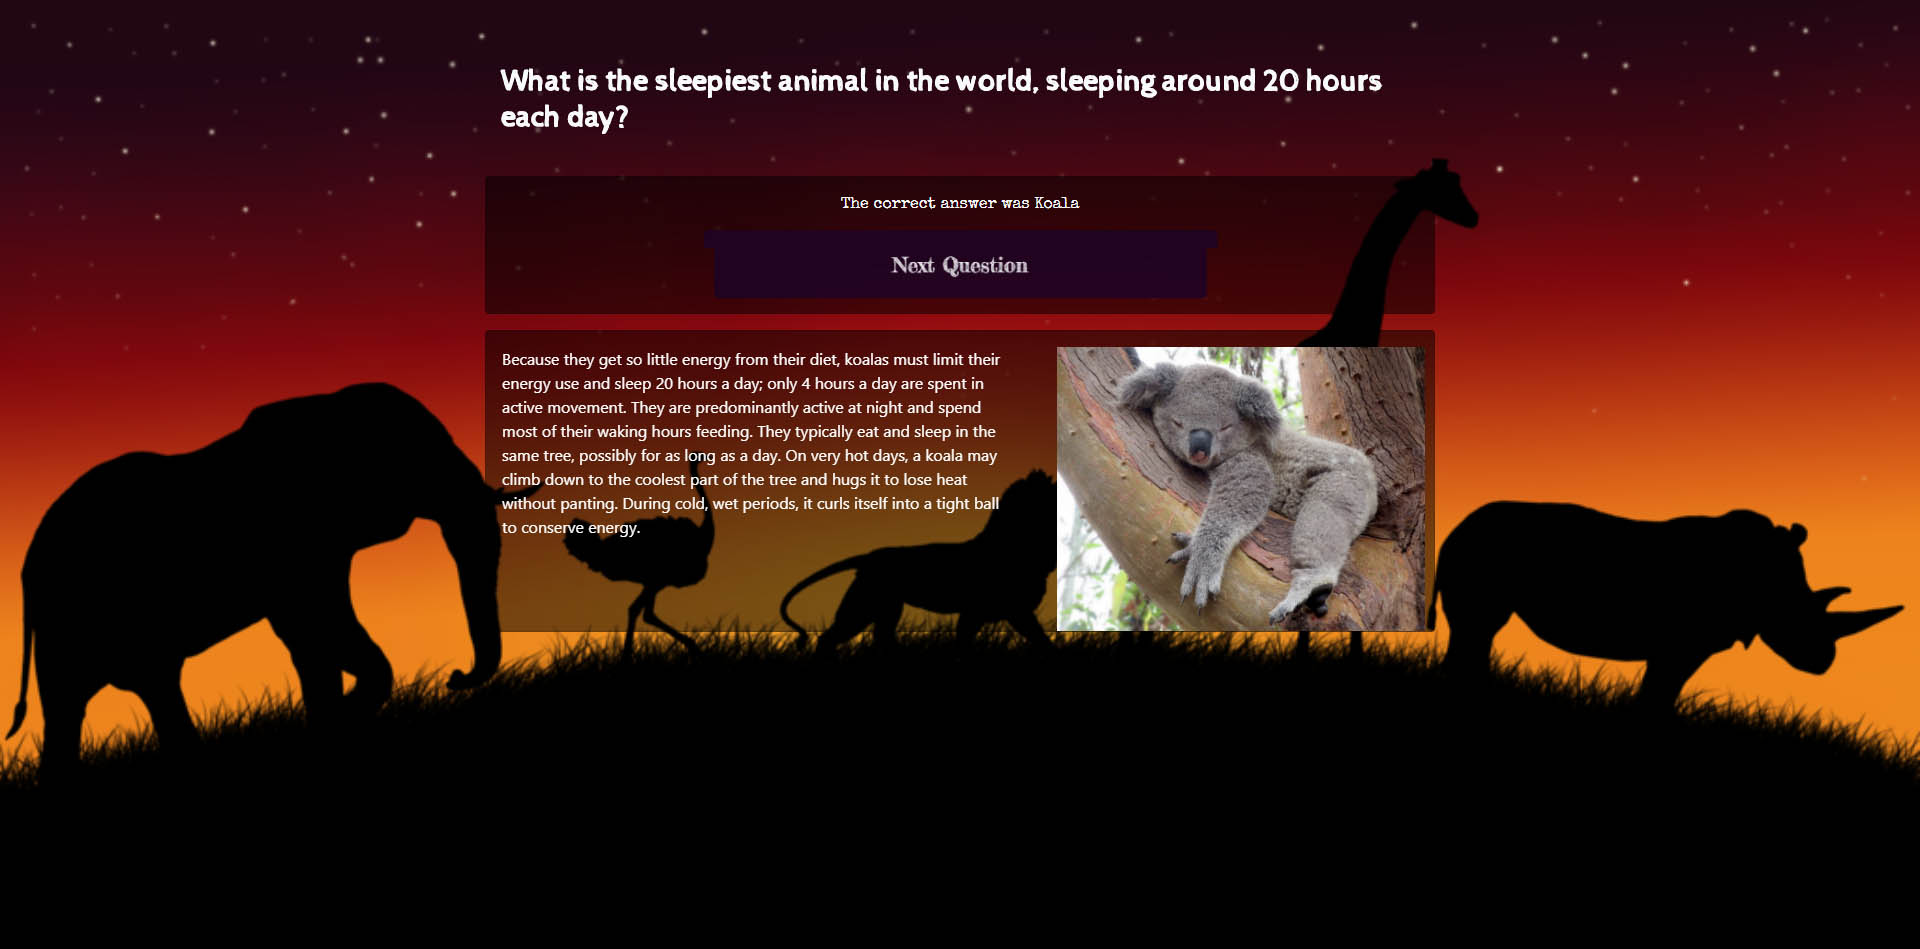 What is the sleepiest animal in the world, sleeping around 20 hours
each day?
The correct answer was Koala
Next Question
Because they get so little energy from their diet, koalas must limit their
energy use and sleep 20 hours a day; only 4 hours a day are spent in
active movement. They are predominantly active at night and spend
most of their waking hours feeding. They typically eat and sleep in the
same tree, possibly for as long as a day. On very hot days, a koala may
climb down to the coolest part of the tree and hugs it to lose heat
without panting. During cold, wet periods, it curls itself into a tight ball
to conserve energy.